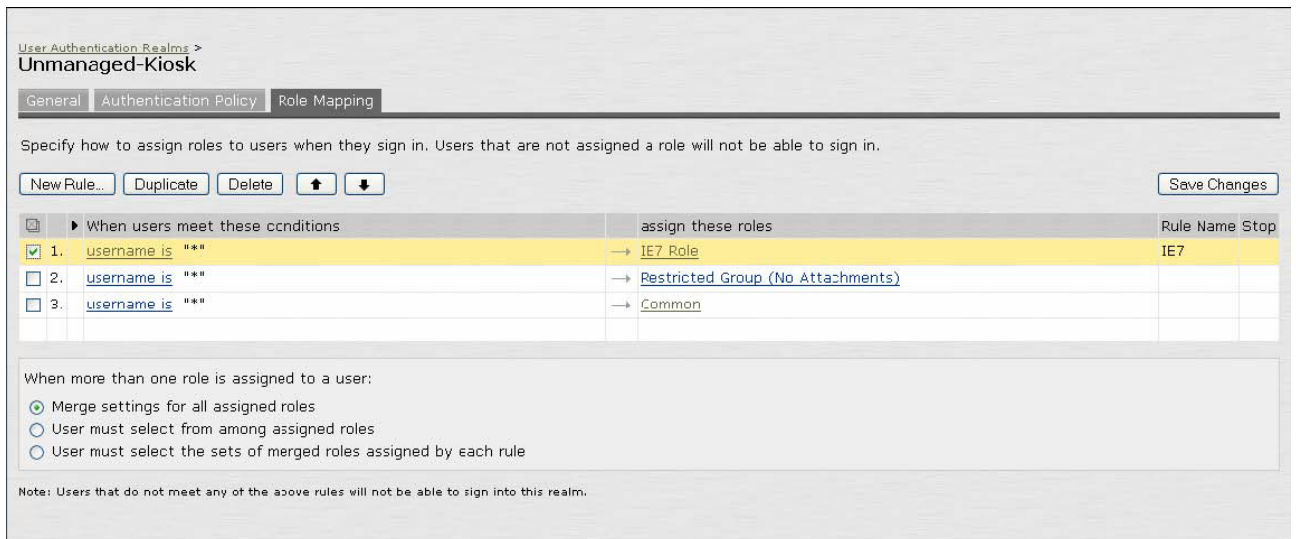 User Authentication Realms >
Unmanaged-Kiosk
General Authentication Policy Role Mapping
Specify how to assign roles to users when they sign in. Users that are not assigned a role will not be able to sign in.
New Rule... Duplicate Delete Save Changes
When users meet these conditions assign these roles Rule Name Stop
1. username is "*" → IE7 Role IE7
2. username is "*" → Restricted Group (No Attachments)
3. username is "*" → Common
When more than one role is assigned to a user:
Merge settings for all assigned roles
User must select from among assigned roles
User must select the sets of merged roles assigned by each rule
Note: Users that do not meet any of the above rules will not be able to sign into this realm.